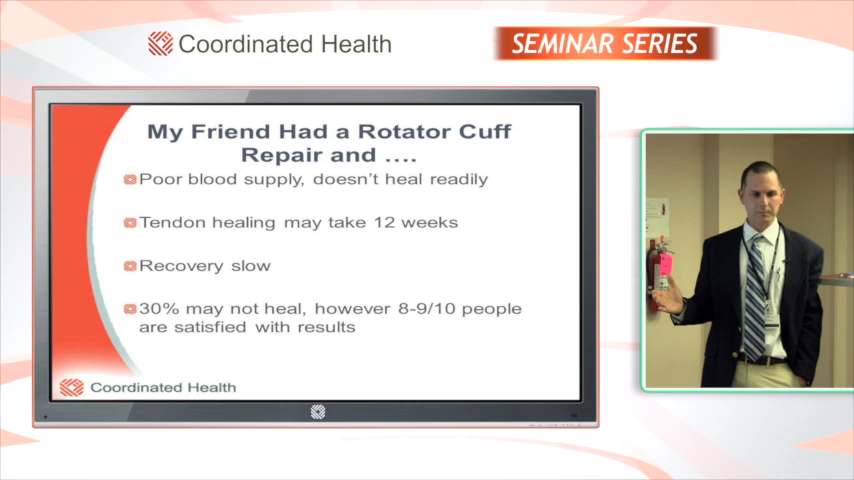 Coordinated Health
SEMINAR SERIES
My Friend Had a Rotator Cuff
Repair and ....
Poor blood supply, doesn't heal readily
Tendon healing may take 12 weeks
Recovery slow
30% may not heal, however 8-9/10 people
are satisfied with results
Coordinated Health